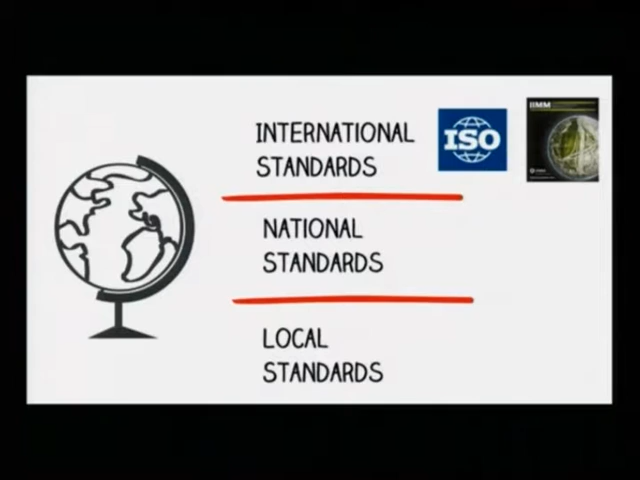 INTERNATIONAL
STANDARDS
ISO
IIMM
NATIONAL
STANDARDS
LOCAL
STANDARDS